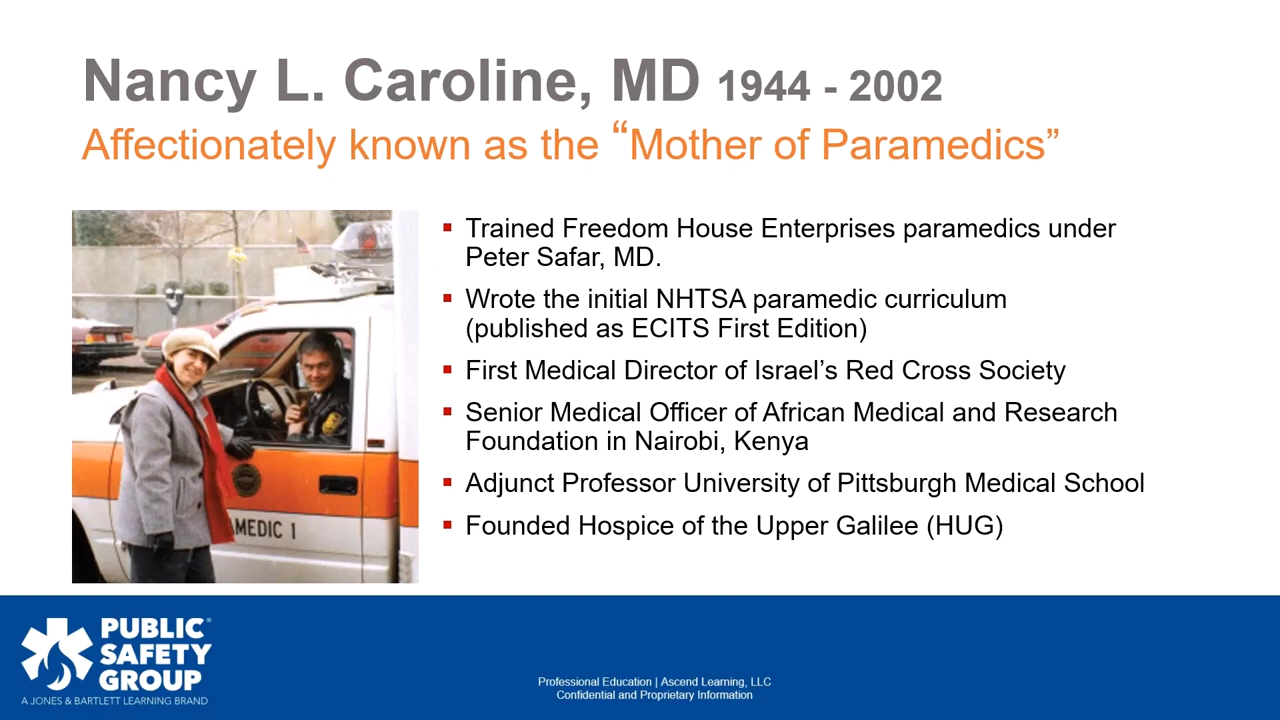 Nancy L. Caroline, MD 1944 - 2002
Affectionately known as the “Mother of Paramedics”
▪ Trained Freedom House Enterprises paramedics under
Peter Safar, MD.
▪ Wrote the initial NHTSA paramedic curriculum
(published as ECITS First Edition)
▪ First Medical Director of Israel’s Red Cross Society
▪ Senior Medical Officer of African Medical and Research
Foundation in Nairobi, Kenya
▪ Adjunct Professor University of Pittsburgh Medical School
▪ Founded Hospice of the Upper Galilee (HUG)
AMEDIC 1
PUBLIC
SAFETY
GROUP®
A JONES & BARTLETT LEARNING BRAND
Professional Education | Ascend Learning, LLC
Confidential and Proprietary Information